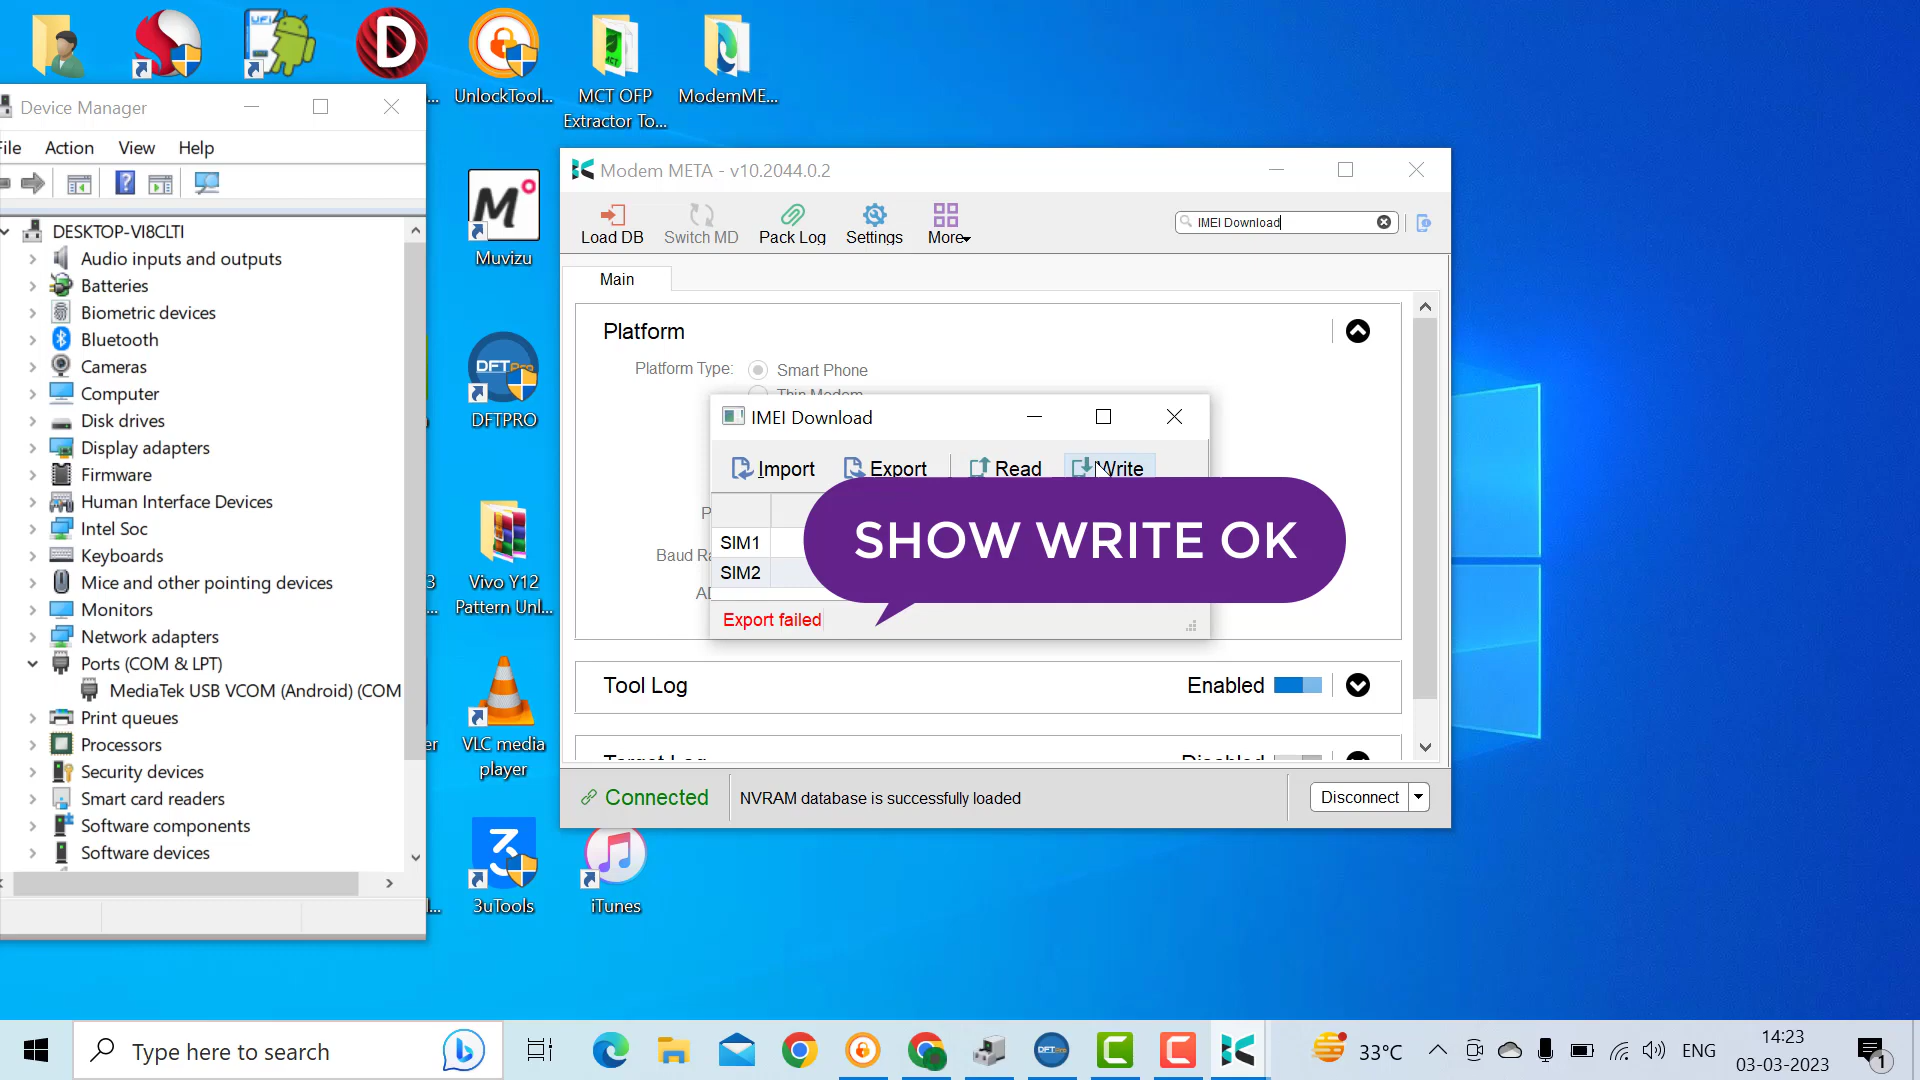 UnlockTool...
MCT OFP
Extractor To...
ModemME...
Device Manager
File
Action
View
Help
DESKTOP-VI8CLTI
Audio inputs and outputs
Batteries
Biometric devices
Bluetooth
Cameras
Computer
Disk drives
Display adapters
Firmware
Human Interface Devices
Intel Soc
Keyboards
Mice and other pointing devices
Monitors
Network adapters
Ports (COM & LPT)
MediaTek USB VCOM (Android) (COM
Print queues
Processors
Security devices
Smart card readers
Software components
Software devices
Muvizu
DFTPro
DFTPRO
Vivo Y12
Pattern Unl...
VLC media
player
3uTools
iTunes
Modem META - v10.2044.0.2
Load DB
Switch MD
Pack Log
Settings
More
IMEI Download
Main
Platform
Platform Type:
Smart Phone
Baud Ra
IMEI Download
Import
Export
Read
Write
SIM1
SIM2
SHOW WRITE OK
Export failed
Tool Log
Enabled
Target Log
Disabled
Connected
NVRAM database is successfully loaded
Disconnect
Type here to search
33°C
ENG
14:23
03-03-2023
1